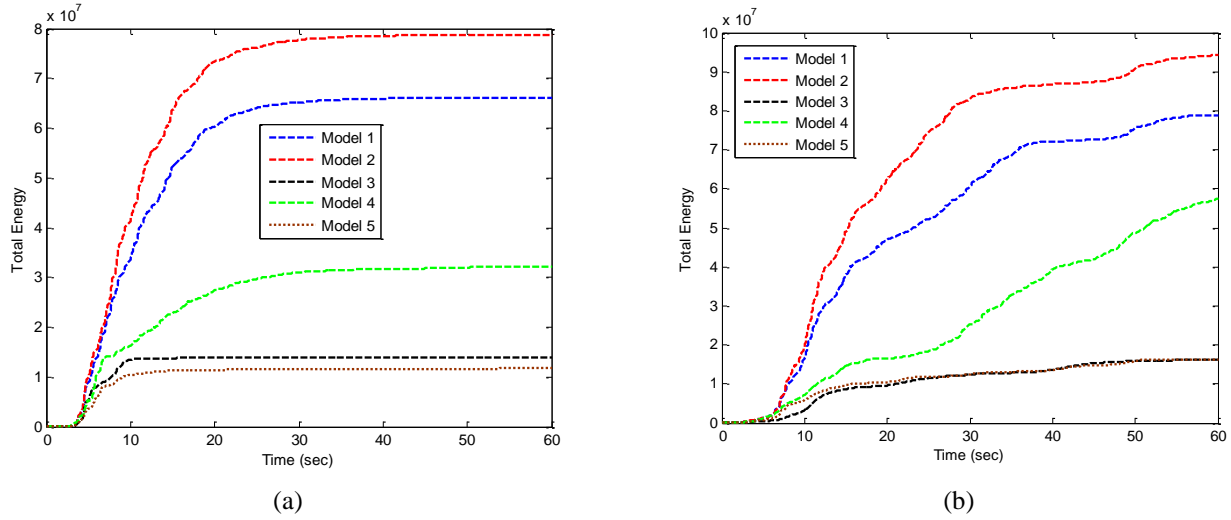 x 10^7
8
7
6
5
4
3
2
1
0
Total Energy
Model 1
Model 2
Model 3
Model 4
Model 5
0 10 20 30 40 50 60
Time (sec)
(a)
x 10^7
10
9
8
7
6
5
4
3
2
1
0
Total Energy
Model 1
Model 2
Model 3
Model 4
Model 5
0 10 20 30 40 50 60
Time (sec)
(b)